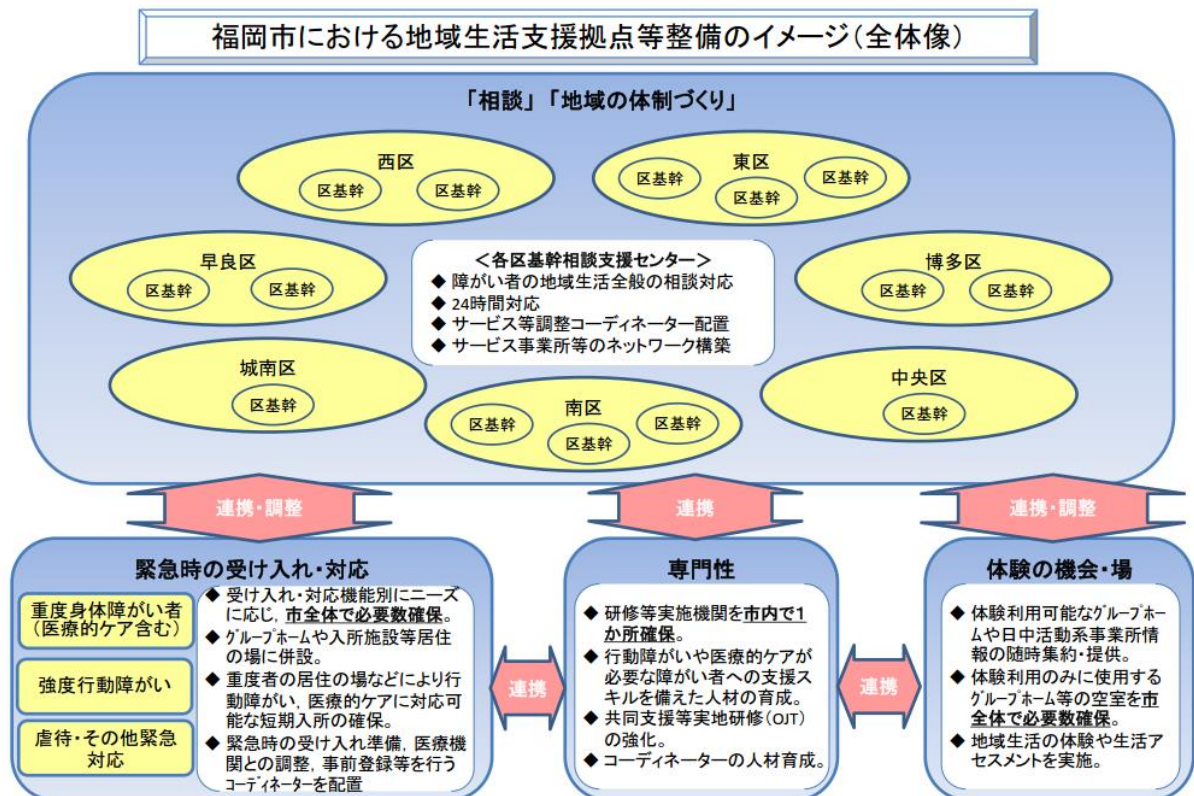 福岡市における地域生活支援拠点等整備のイメージ(全体像)
「相談」「地域の体制づくり」
西区
区基幹
区基幹
東区
区基幹
区基幹
区基幹
早良区
区基幹
区基幹
<各区基幹相談支援センター>
◆ 障がい者の地域生活全般の相談対応
◆ 24時間対応
◆ サービス等調整コーディネーター配置
◆ サービス事業所等のネットワーク構築
博多区
区基幹
区基幹
城南区
区基幹
南区
区基幹
区基幹
区基幹
中央区
区基幹
連携・調整
連携
連携・調整
緊急時の受け入れ・対応
重度身体障がい者
(医療的ケア含む)
強度行動障がい
虐待・その他緊急
対応
◆ 受け入れ・対応機能別にニーズ
に応じ,市全体で必要数確保。
◆ グループホームや入所施設等居住
の場に併設。
◆ 重度者の居住の場などにより行
動障がい,医療的ケアに対応可
能な短期入所の確保。
◆ 緊急時の受け入れ準備,医療機
関との調整,事前登録等を行う
コーディネーターを配置
連携
専門性
◆ 研修等実施機関を市内で1
か所確保。
◆ 行動障がいや医療的ケアが
必要な障がい者への支援ス
キルを備えた人材の育成。
◆ 共同支援等実地研修(OJT)
の強化。
◆ コーディネーターの人材育成。
連携
体験の機会・場
◆ 体験利用可能なグループホー
ムや日中活動系事業所情
報の随時集約・提供。
◆ 体験利用のみに使用する
グループホーム等の空室を市
全体で必要数確保。
◆ 地域生活の体験や生活ア
セスメントを実施。